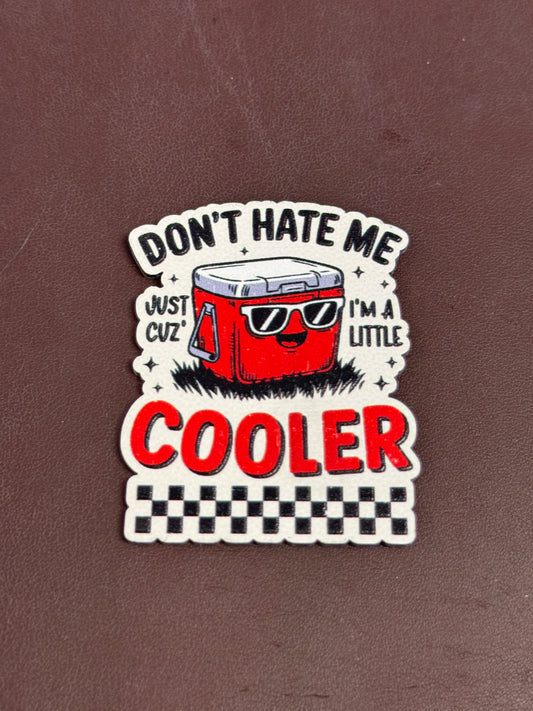 DON'T HATE ME
JUST CUZ'
I'M A LITTLE
COOLER